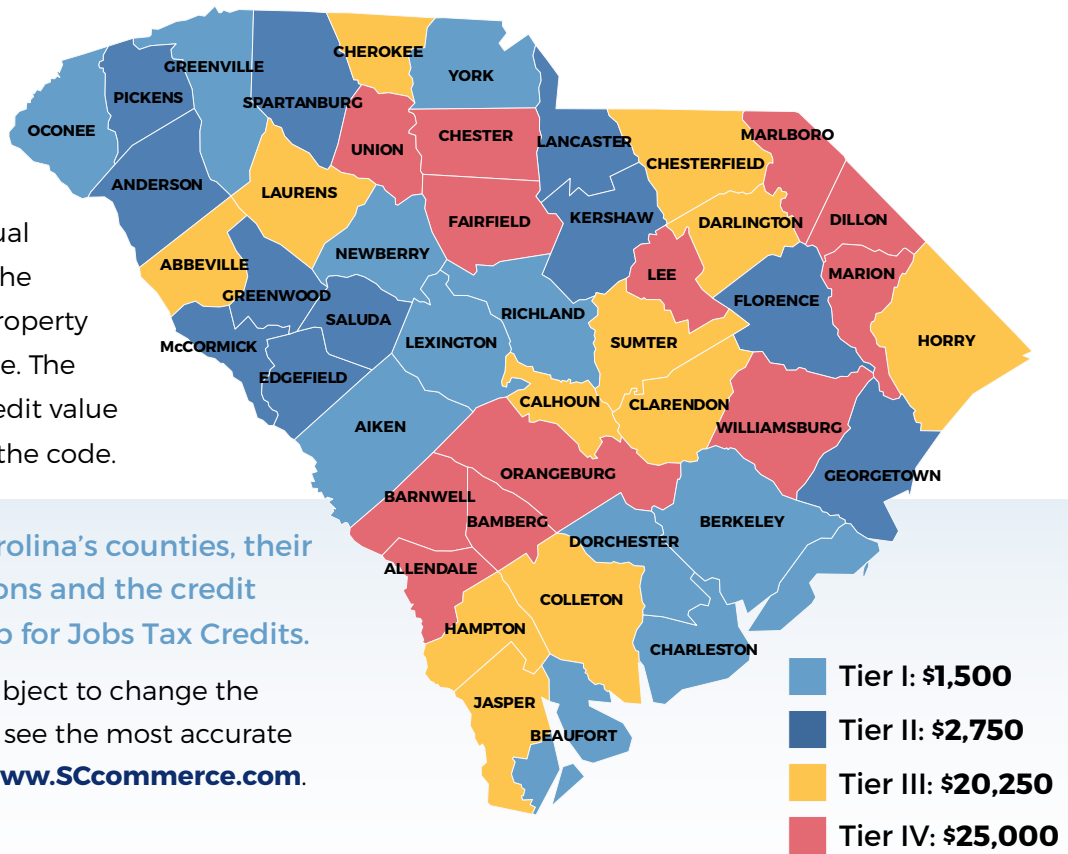 ual
he
roperty
e. The
edit value
the code.
rolina’s counties, their
ons and the credit
p for Jobs Tax Credits.
bject to change the
see the most accurate
ww.SCcommerce.com.
CHEROKEE
GREENVILLE
YORK
PICKENS
SPARTANBURG
OCONEE
UNION
CHESTER
LANCASTER
MARLBORO
CHESTERFIELD
ANDERSON
LAURENS
FAIRFIELD
KERSHAW
DARLINGTON
DILLON
NEWBERRY
ABBEVILLE
LEE
MARION
GREENWOOD
SALUDA
RICHLAND
FLORENCE
McCORMICK
LEXINGTON
SUMTER
HORRY
EDGEFIELD
CALHOUN
CLARENDON
AIKEN
WILLIAMSBURG
ORANGEBURG
GEORGETOWN
BARNWELL
BAMBERG
BERKELEY
DORCHESTER
ALLENDALE
COLLETON
HAMPTON
CHARLESTON
JASPER
BEAUFORT
Tier I: $1,500
Tier II: $2,750
Tier III: $20,250
Tier IV: $25,000